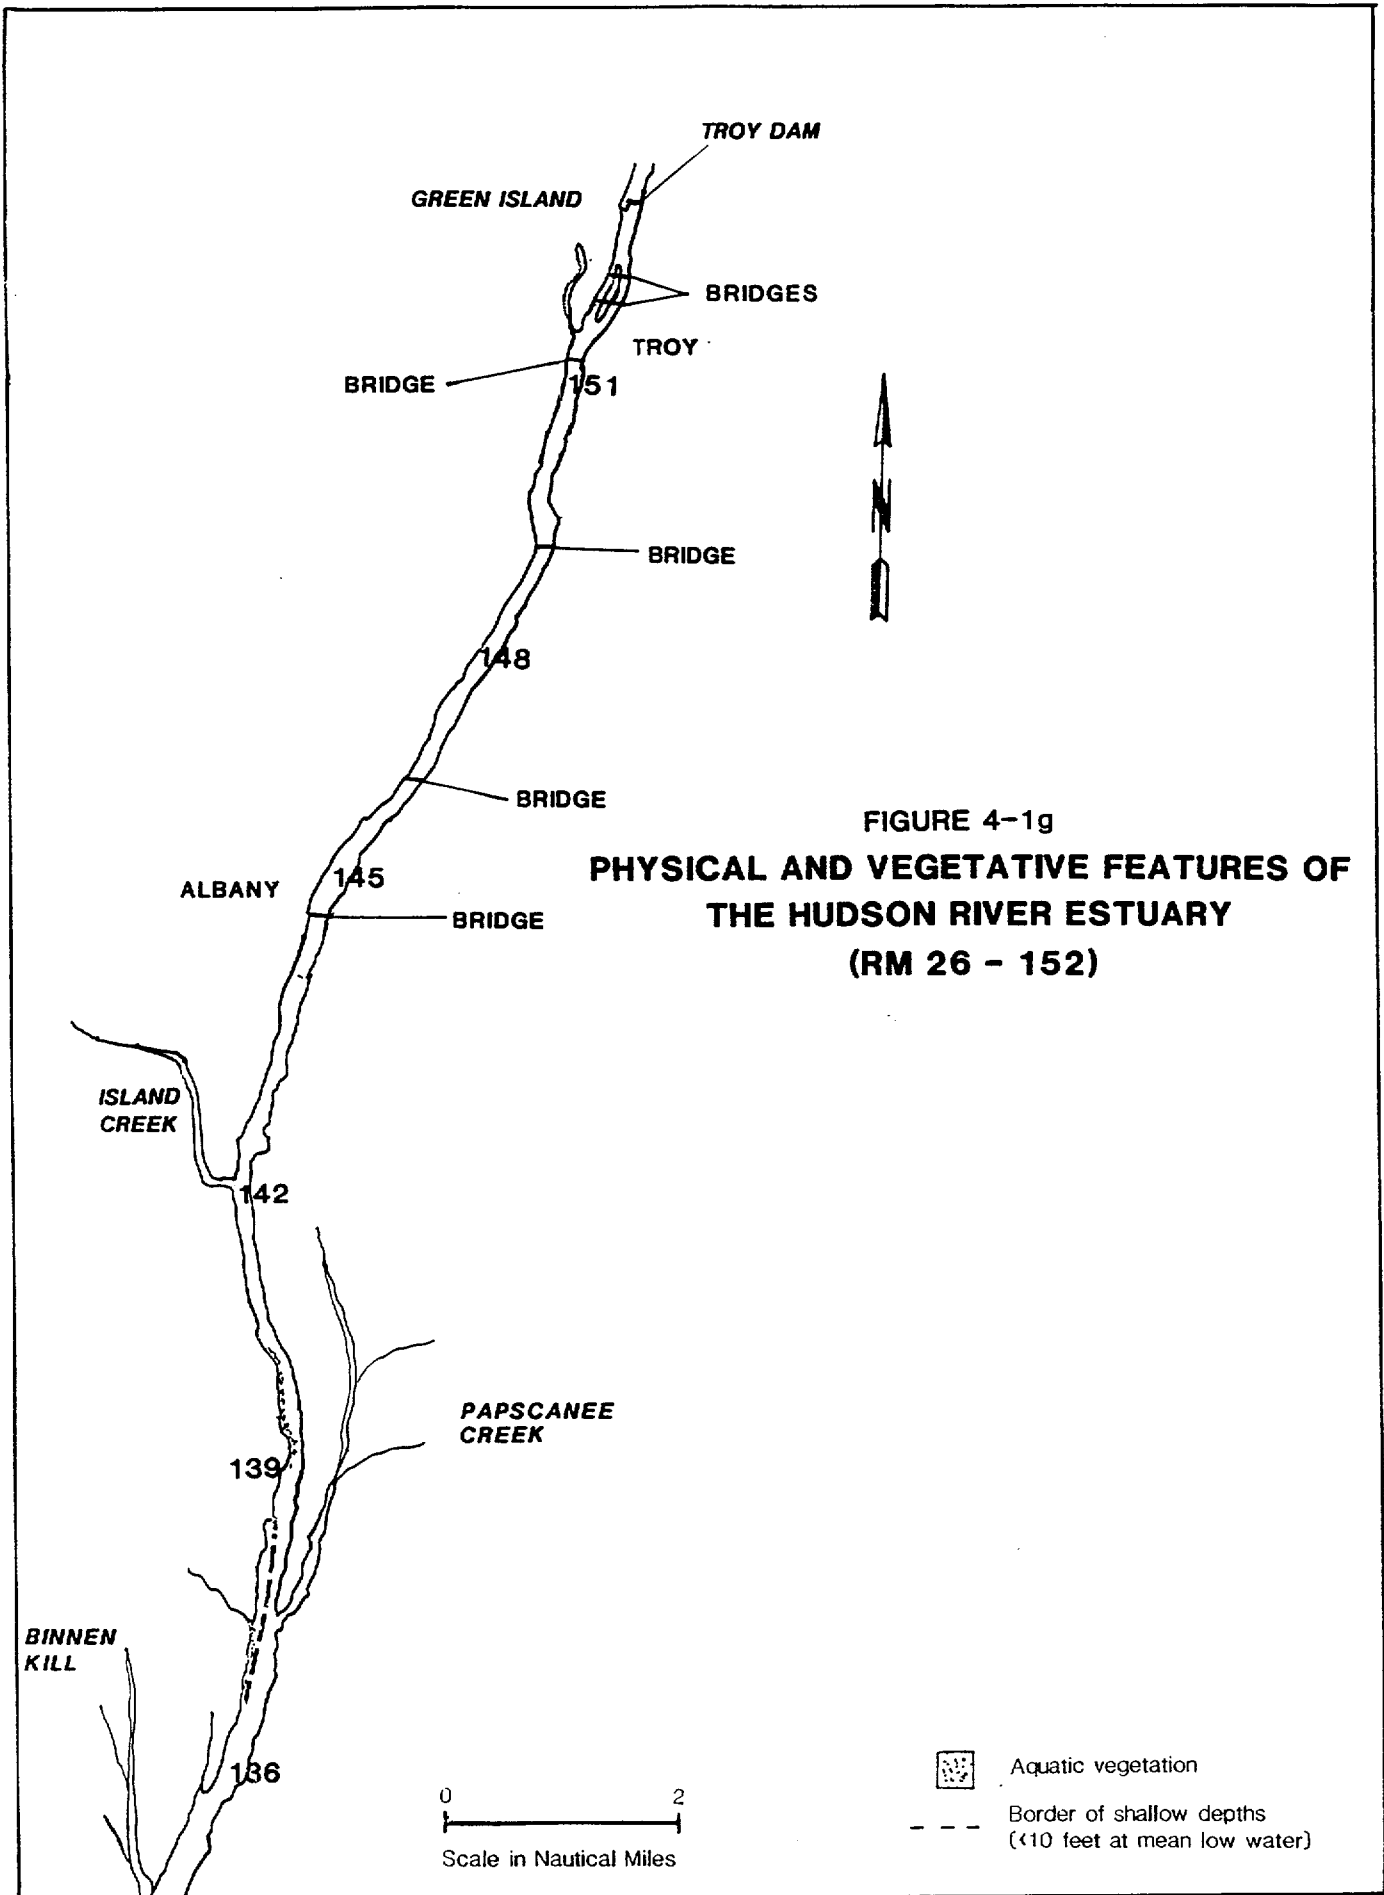 TROY DAM
GREEN ISLAND
BRIDGES
TROY
BRIDGE
151
N
BRIDGE
148
BRIDGE
FIGURE 4-1g
PHYSICAL AND VEGETATIVE FEATURES OF
THE HUDSON RIVER ESTUARY
(RM 26 - 152)
145
ALBANY
BRIDGE
ISLAND
CREEK
142
PAPSCANEE
CREEK
139
BINNEN
KILL
136
0 2
Scale in Nautical Miles
Aquatic vegetation
Border of shallow depths
(<10 feet at mean low water)